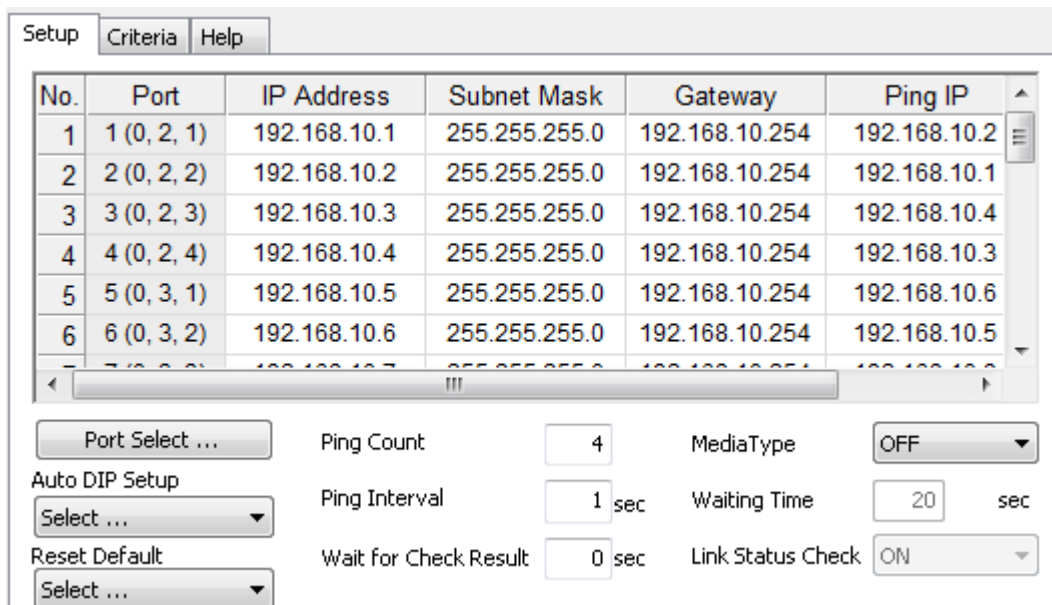 Setup Criteria Help
No. Port IP Address Subnet Mask Gateway Ping IP
1 1 (0, 2, 1) 192.168.10.1 255.255.255.0 192.168.10.254 192.168.10.2
2 2 (0, 2, 2) 192.168.10.2 255.255.255.0 192.168.10.254 192.168.10.1
3 3 (0, 2, 3) 192.168.10.3 255.255.255.0 192.168.10.254 192.168.10.4
4 4 (0, 2, 4) 192.168.10.4 255.255.255.0 192.168.10.254 192.168.10.3
5 5 (0, 3, 1) 192.168.10.5 255.255.255.0 192.168.10.254 192.168.10.6
6 6 (0, 3, 2) 192.168.10.6 255.255.255.0 192.168.10.254 192.168.10.5
Port Select ... Ping Count 4 MediaType OFF
Auto DIP Setup
Select ... Ping Interval 1 sec Waiting Time 20 sec
Reset Default Wait for Check Result 0 sec Link Status Check ON
Select ...